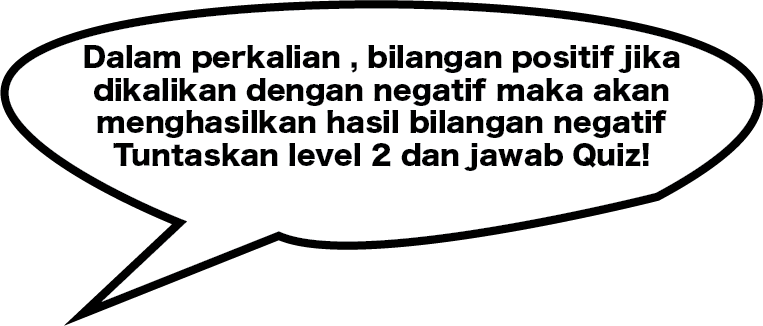 Dalam perkalian , bilangan positif jika
dikalikan dengan negatif maka akan
menghasilkan hasil bilangan negatif
Tuntaskan level 2 dan jawab Quiz!